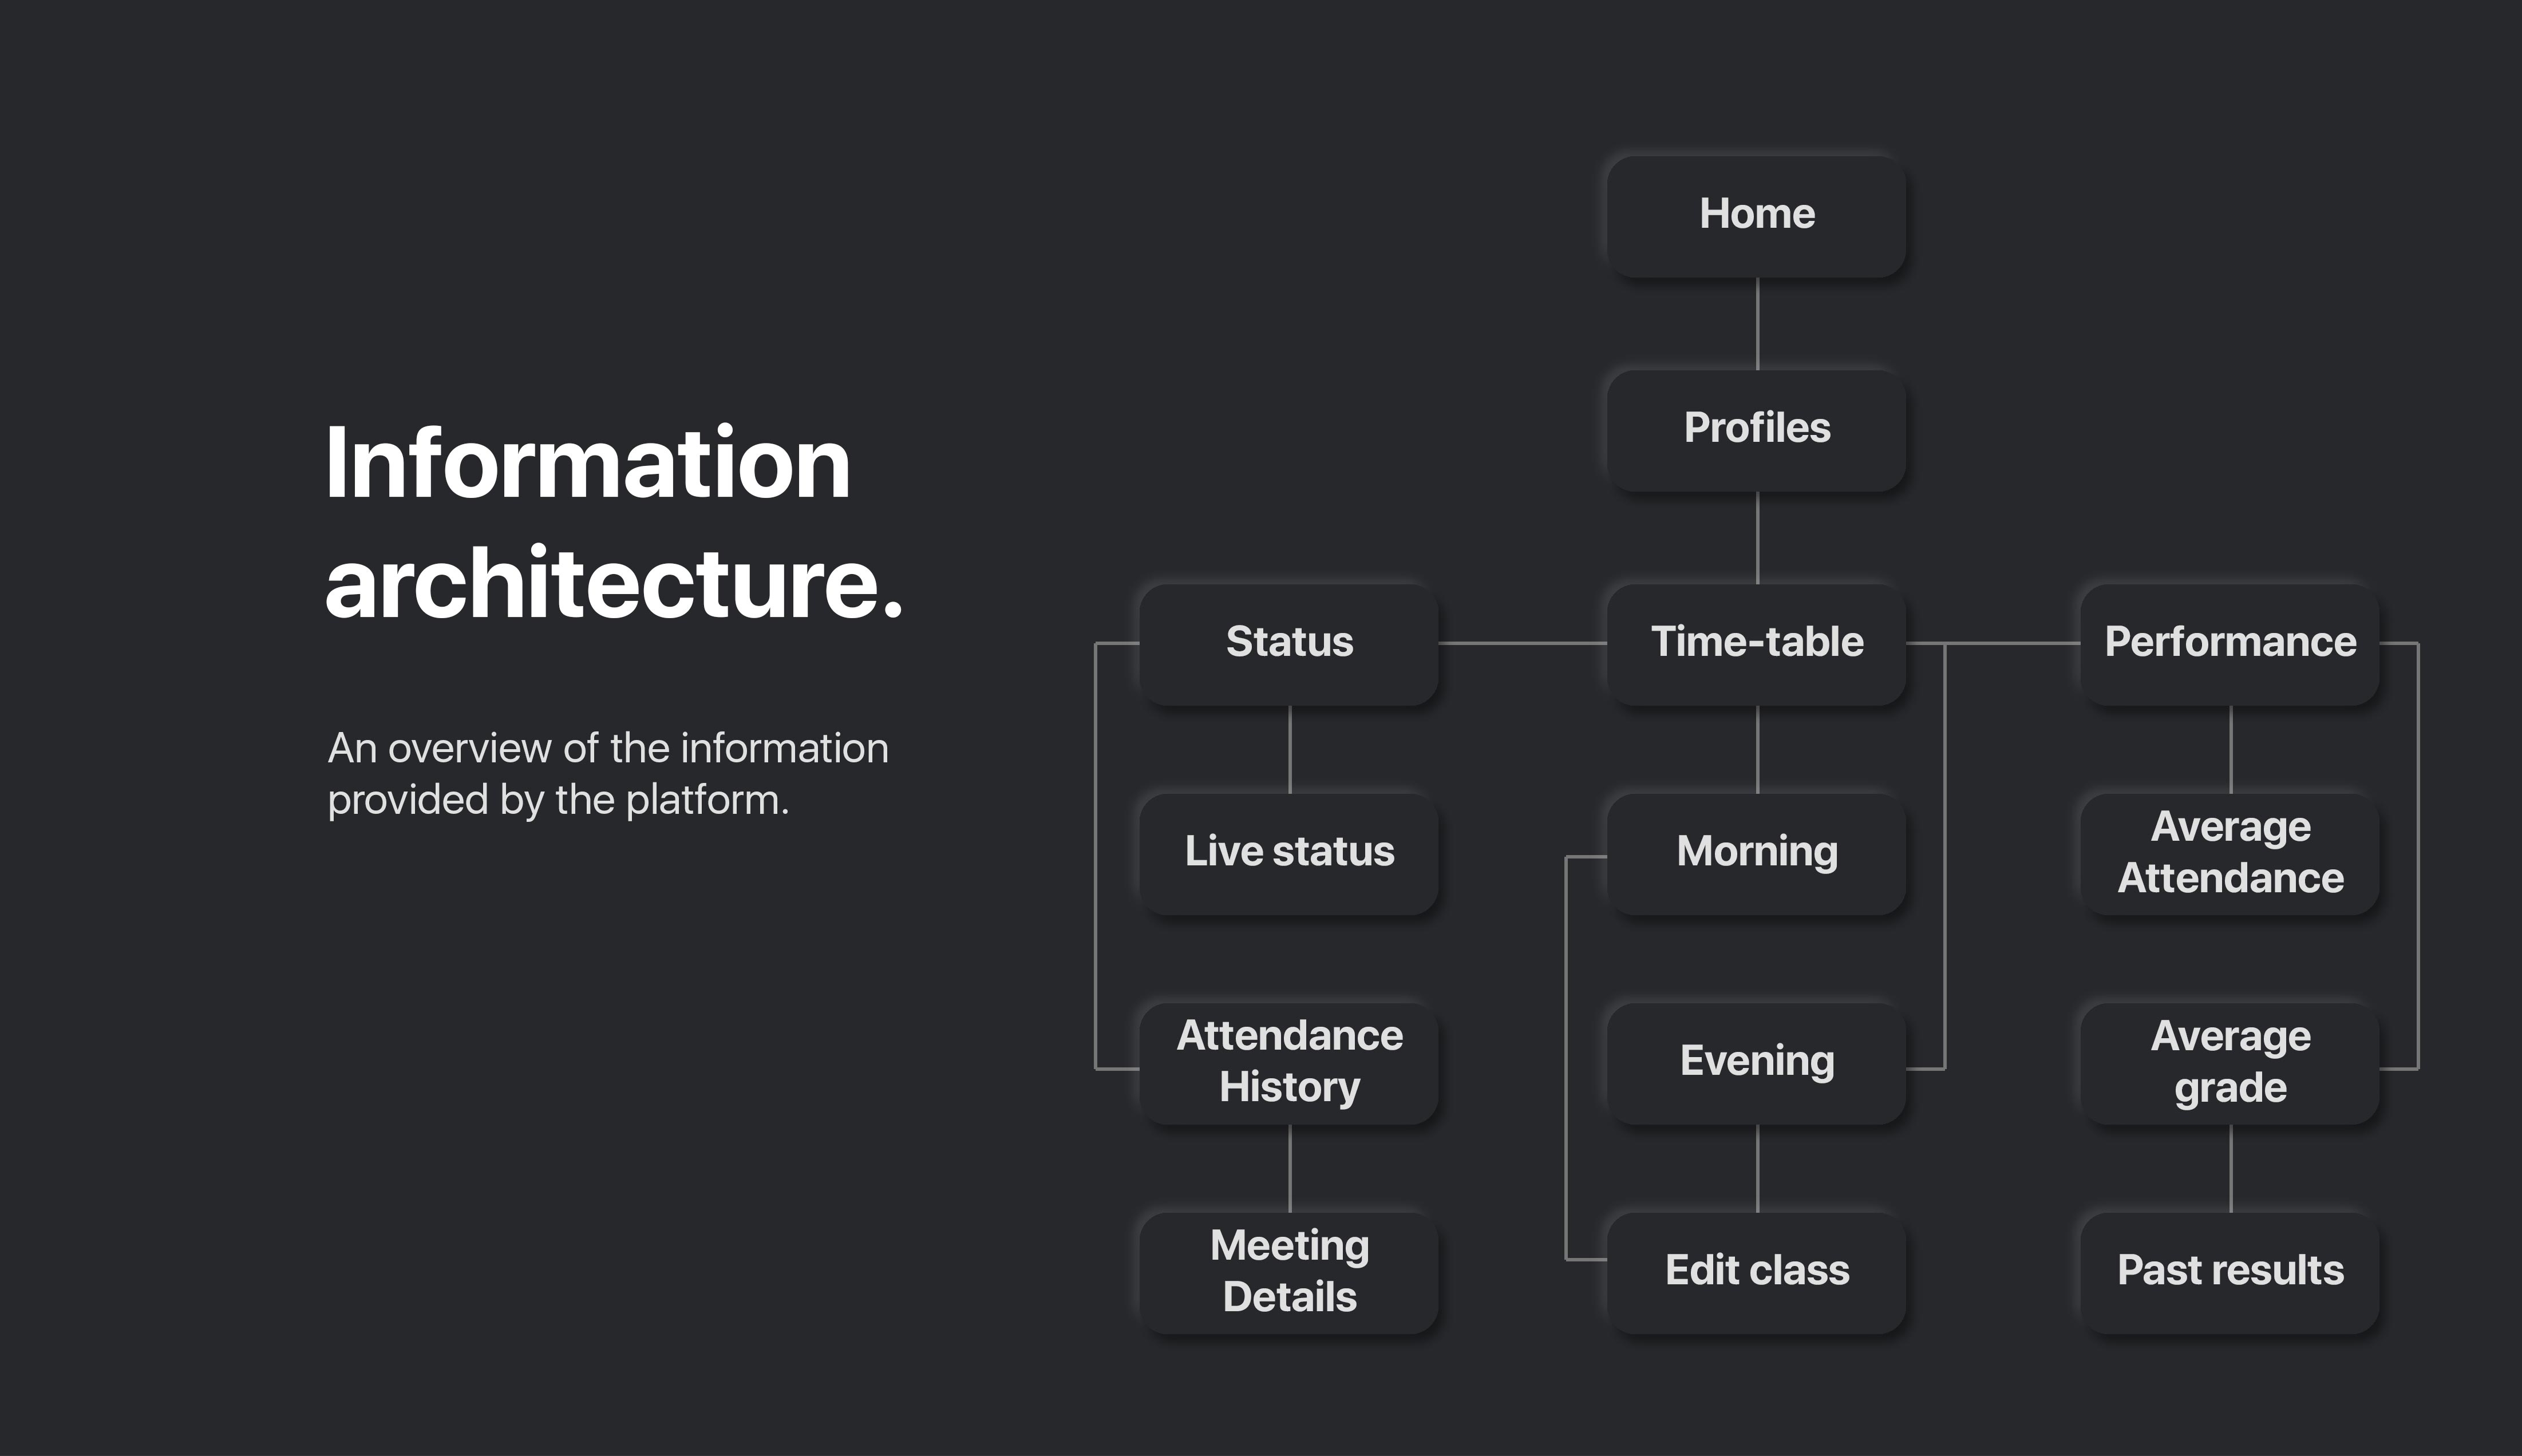 Information
architecture.
An overview of the information
provided by the platform.
Home
Profiles
Status
Time-table
Performance
Live status
Morning
Average
Attendance
Attendance
History
Evening
Average
grade
Meeting
Details
Edit class
Past results